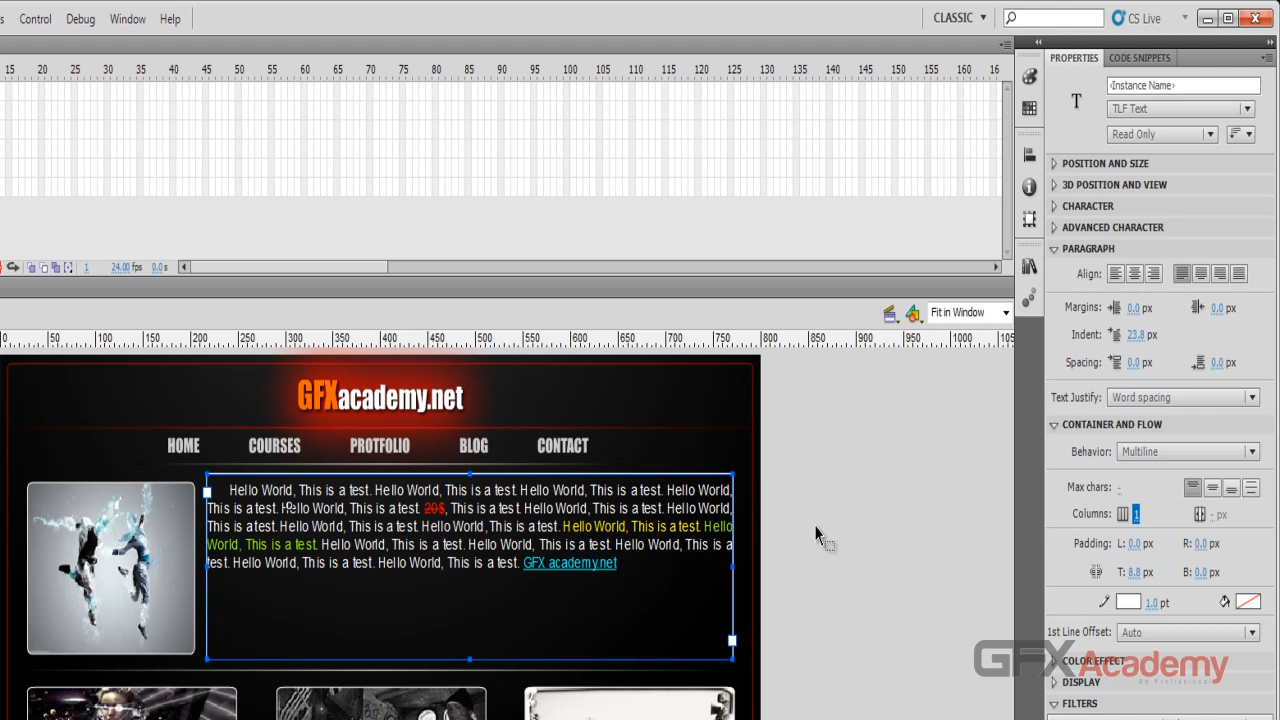 s Control Debug Window Help CLASSIC CS Live
15 20 25 30 35 40 45 50 55 60 65 70 75 80 85 90 95 100 105 110 115 120 125 130 135 140 145 150 155 160 16
PROPERTIES CODE SNIPPETS
<Instance Name>
T
TLF Text
Read Only
POSITION AND SIZE
3D POSITION AND VIEW
CHARACTER
ADVANCED CHARACTER
PARAGRAPH
Align:
1 24.00 fps 0.0 s
Margins: 0.0 px 0.0 px
Fit in Window
Indent: 23.8 px
0 50 100 150 200 250 300 350 400 450 500 550 600 650 700 750 800 850 900 950 1000 105
Spacing: 0.0 px 0.0 px
GFXacademy.net
Text Justify: Word spacing
CONTAINER AND FLOW
HOME COURSES PROTFOLIO BLOG CONTACT
Behavior: Multiline
Hello World, This is a test. Hello World, This is a test. Hello World, This is a test. Hello World,
This is a test. Hello World, This is a test. 20$, This is a test. Hello World, This is a test. Hello World,
This is a test. Hello World, This is a test. Hello World, This is a test. Hello World, This is a test. Hello
World, This is a test. Hello World, This is a test. Hello World, This is a test. Hello World, This is a
test. Hello World, This is a test. Hello World, This is a test. GFX academy.net
Max chars: -
Columns: 1 - px
Padding: L: 0.0 px R: 0.0 px
T: 8.8 px B: 0.0 px
1.0 pt
1st Line Offset: Auto
COLOR EFFECT
GFXAcademy
Be Professional
DISPLAY
FILTERS